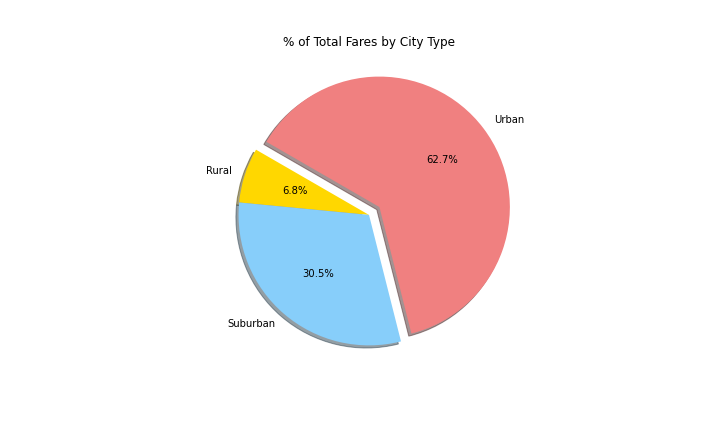 % of Total Fares by City Type
Urban
62.7%
Rural
6.8%
30.5%
Suburban